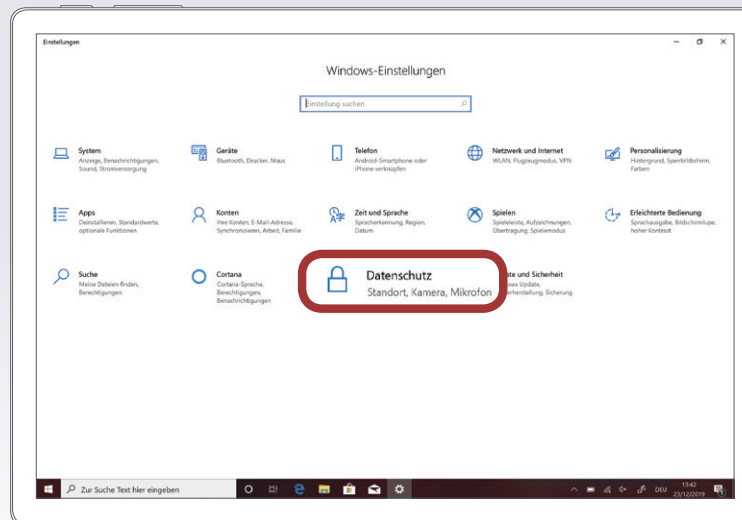 Einstellungen
Windows-Einstellungen
Einstellung suchen
System
Anzeige, Benachrichtigungen,
Sound, Stromversorgung
Geräte
Bluetooth, Drucker, Maus
Telefon
Android-Smartphone oder
iPhone verknüpfen
Netzwerk und Internet
WLAN, Flugzeugmodus, VPN
Personalisierung
Hintergrund, Sperrbildschirm,
Farben
Apps
Deinstallieren, Standardwerte,
optionale Funktionen
Konten
Ihre Konten, E-Mail-Adresse,
Synchronisieren, Arbeit, Familie
Zeit und Sprache
Spracherkennung, Region,
Datum
Spielen
Spieleleiste, Aufzeichnungen,
Übertragung, Spielemodus
Erleichterte Bedienung
Sprachausgabe, Bildschirmlupe,
hoher Kontrast
Suche
Meine Dateien finden,
Berechtigungen
Cortana
Cortana-Sprache,
Berechtigungen,
Benachrichtigungen
Datenschutz
Standort, Kamera, Mikrofon
te und Sicherheit
ws Update,
erherstellung, Sicherung
Zur Suche Text hier eingeben
DEU
13:42
23/12/2019